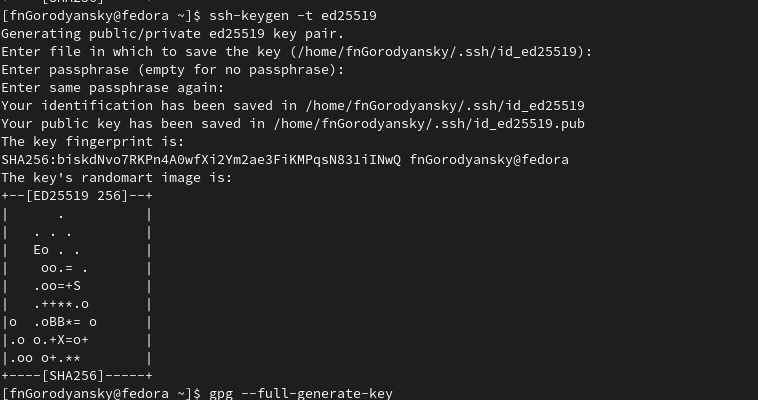 [fnGorodyansky@fedora ~]$ ssh-keygen -t ed25519
Generating public/private ed25519 key pair.
Enter file in which to save the key (/home/fnGorodyansky/.ssh/id_ed25519):
Enter passphrase (empty for no passphrase):
Enter same passphrase again:
Your identification has been saved in /home/fnGorodyansky/.ssh/id_ed25519
Your public key has been saved in /home/fnGorodyansky/.ssh/id_ed25519.pub
The key fingerprint is:
SHA256:biskdNvo7RKPn4A0wfXi2Ym2ae3FiKMPqsN831iINwQ fnGorodyansky@fedora
The key's randomart image is:
+--[ED25519 256]--+
|      .          |
|   . . .         |
|   Eo . .        |
|    oo.= .       |
|   .oo=+S        |
|   .++**.o       |
|o  .oBB*= o      |
|.o o.+X=o+       |
|.oo o+.**        |
+----[SHA256]-----+
[fnGorodyansky@fedora ~]$ gpg --full-generate-key